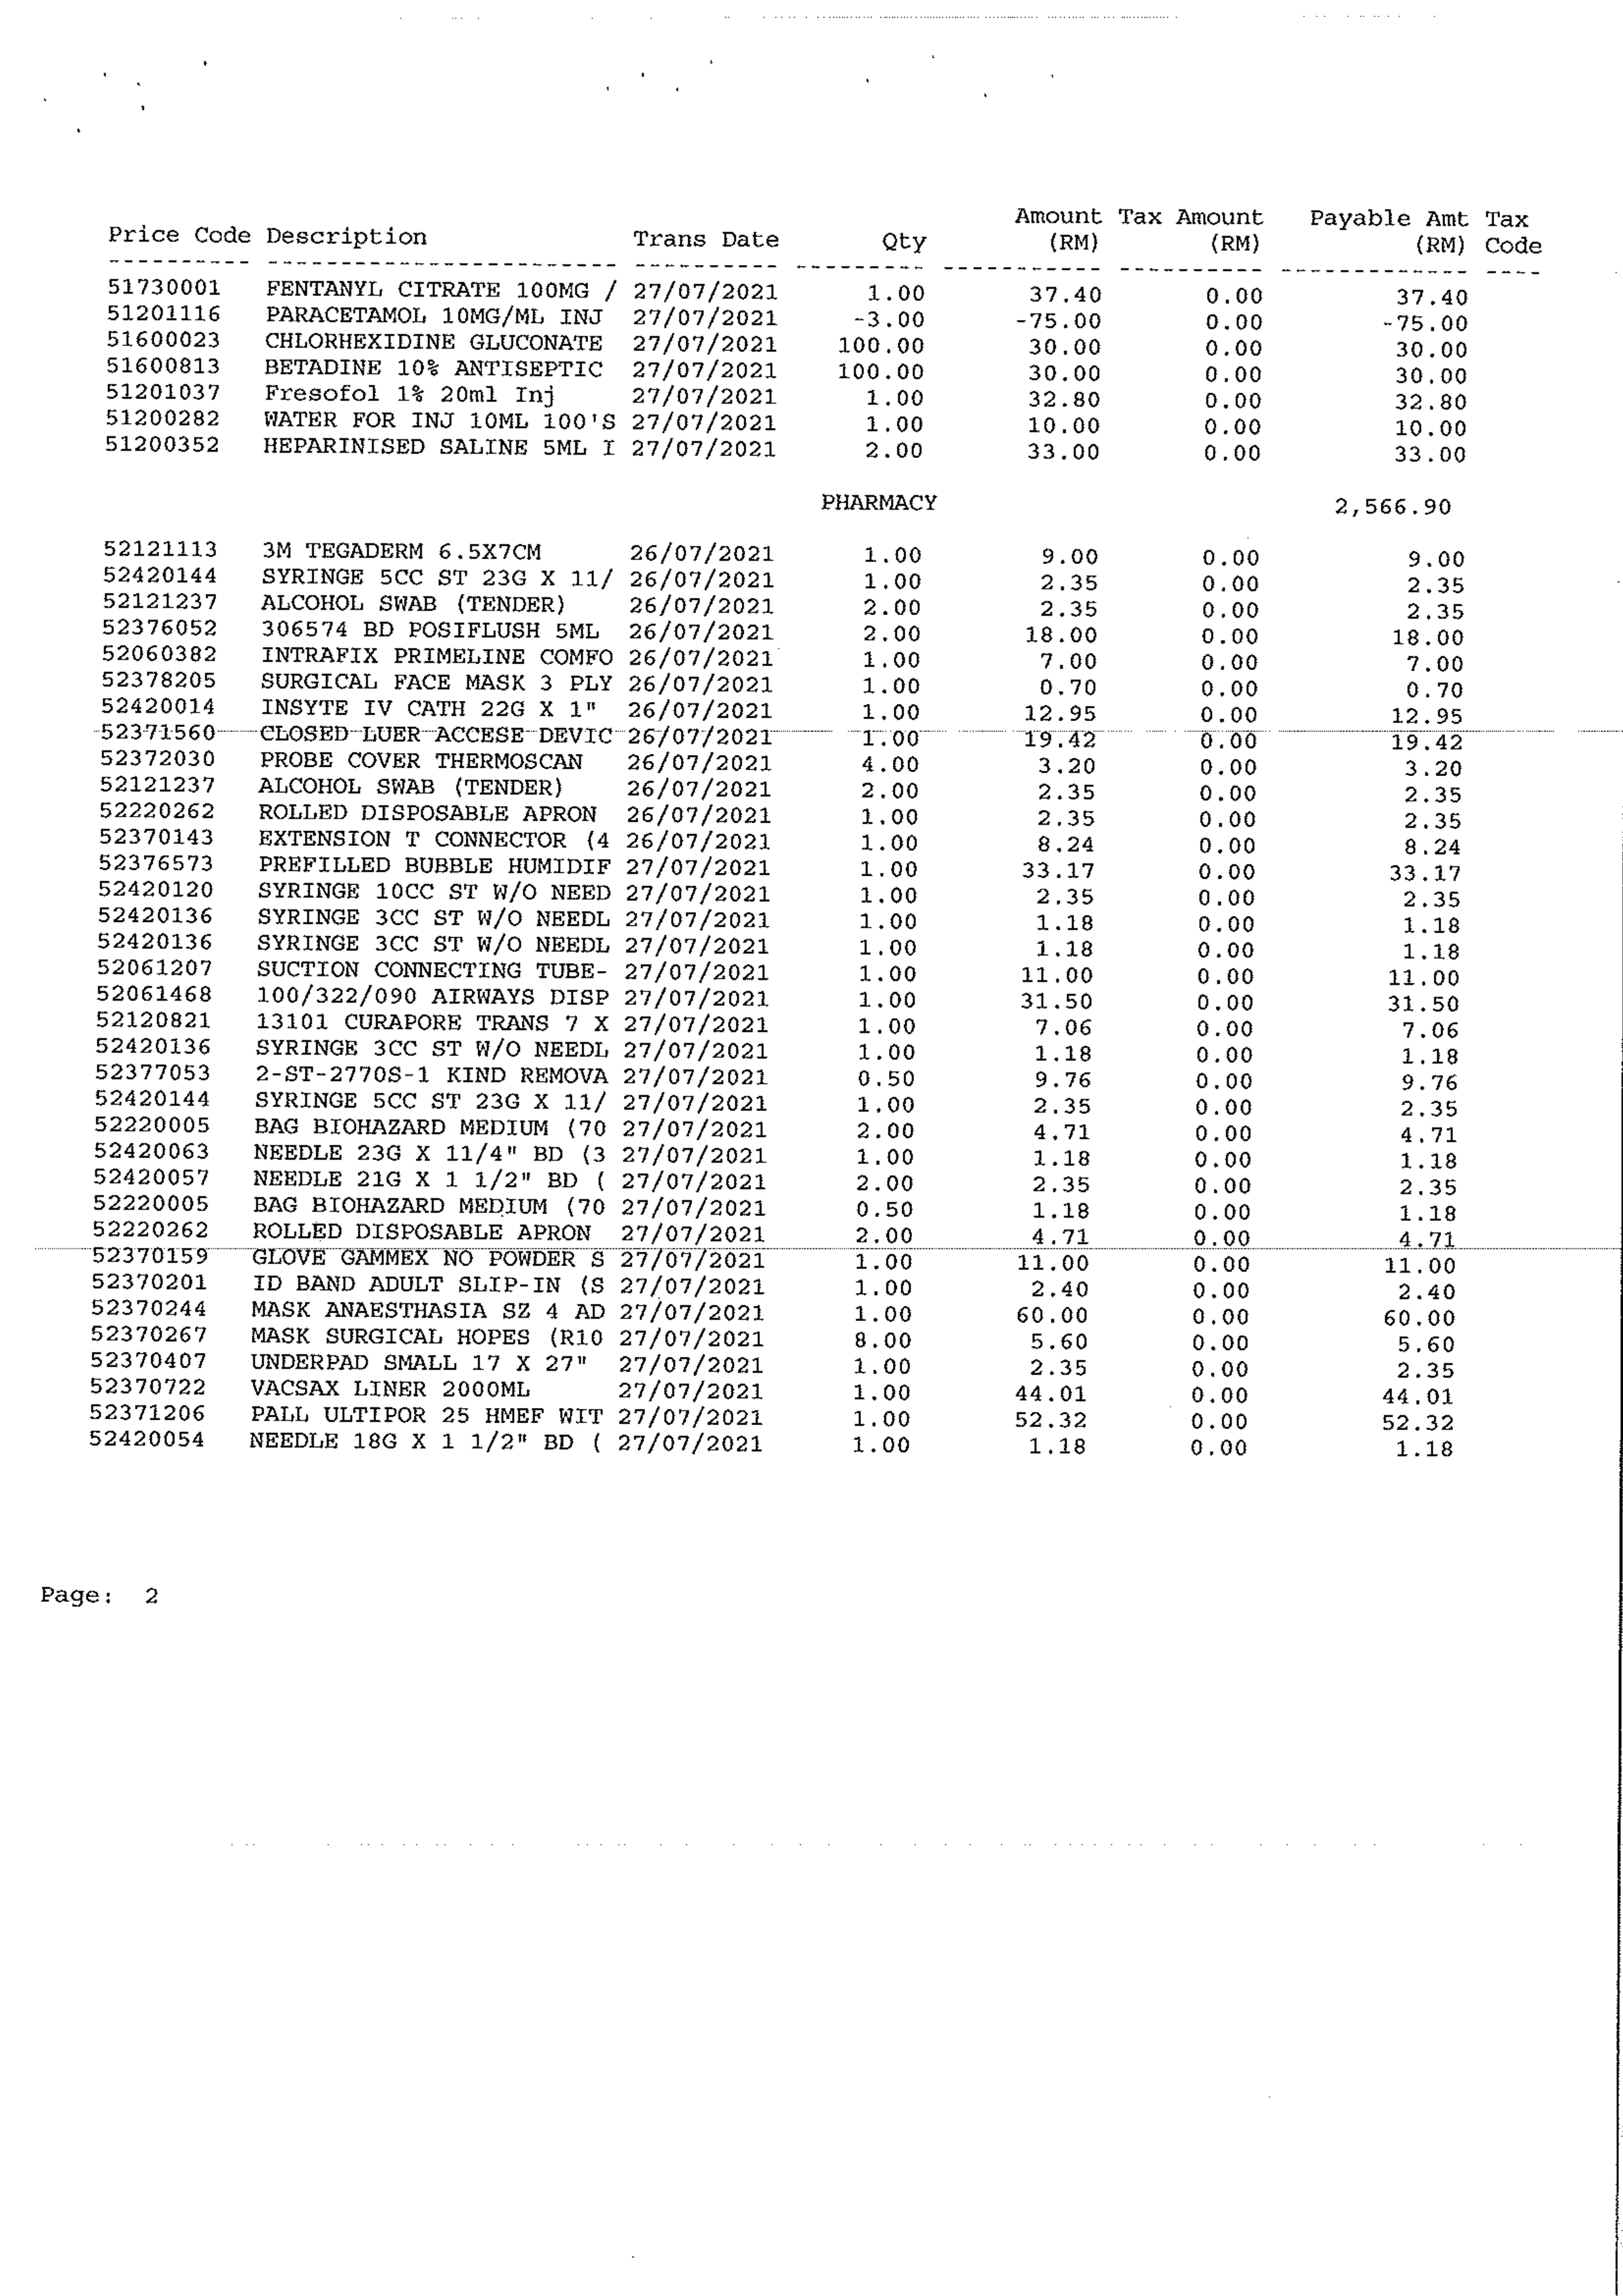 Amount Tax Amount Payable Amt Tax
Price Code Description Trans Date Qty (RM) (RM) (RM) Code
---------- ------------------------ ---------- --------- ----------- ---------- ------------- ----
51730001 FENTANYL CITRATE 100MG / 27/07/2021 1.00 37.40 0.00 37.40
51201116 PARACETAMOL 10MG/ML INJ 27/07/2021 -3.00 -75.00 0.00 -75.00
51600023 CHLORHEXIDINE GLUCONATE 27/07/2021 100.00 30.00 0.00 30.00
51600813 BETADINE 10% ANTISEPTIC 27/07/2021 100.00 30.00 0.00 30.00
51201037 Fresofol 1% 20ml Inj 27/07/2021 1.00 32.80 0.00 32.80
51200282 WATER FOR INJ 10ML 100'S 27/07/2021 1.00 10.00 0.00 10.00
51200352 HEPARINISED SALINE 5ML I 27/07/2021 2.00 33.00 0.00 33.00
PHARMACY 2,566.90
52121113 3M TEGADERM 6.5X7CM 26/07/2021 1.00 9.00 0.00 9.00
52420144 SYRINGE 5CC ST 23G X 11/ 26/07/2021 1.00 2.35 0.00 2.35
52121237 ALCOHOL SWAB (TENDER) 26/07/2021 2.00 2.35 0.00 2.35
52376052 306574 BD POSIFLUSH 5ML 26/07/2021 2.00 18.00 0.00 18.00
52060382 INTRAFIX PRIMELINE COMFO 26/07/2021 1.00 7.00 0.00 7.00
52378205 SURGICAL FACE MASK 3 PLY 26/07/2021 1.00 0.70 0.00 0.70
52420014 INSYTE IV CATH 22G X 1" 26/07/2021 1.00 12.95 0.00 12.95
52371560 CLOSED LUER ACCESE DEVIC 26/07/2021 1.00 19.42 0.00 19.42
52372030 PROBE COVER THERMOSCAN 26/07/2021 4.00 3.20 0.00 3.20
52121237 ALCOHOL SWAB (TENDER) 26/07/2021 2.00 2.35 0.00 2.35
52220262 ROLLED DISPOSABLE APRON 26/07/2021 1.00 2.35 0.00 2.35
52370143 EXTENSION T CONNECTOR (4 26/07/2021 1.00 8.24 0.00 8.24
52376573 PREFILLED BUBBLE HUMIDIF 27/07/2021 1.00 33.17 0.00 33.17
52420120 SYRINGE 10CC ST W/O NEED 27/07/2021 1.00 2.35 0.00 2.35
52420136 SYRINGE 3CC ST W/O NEEDL 27/07/2021 1.00 1.18 0.00 1.18
52420136 SYRINGE 3CC ST W/O NEEDL 27/07/2021 1.00 1.18 0.00 1.18
52061207 SUCTION CONNECTING TUBE- 27/07/2021 1.00 11.00 0.00 11.00
52061468 100/322/090 AIRWAYS DISP 27/07/2021 1.00 31.50 0.00 31.50
52120821 13101 CURAPORE TRANS 7 X 27/07/2021 1.00 7.06 0.00 7.06
52420136 SYRINGE 3CC ST W/O NEEDL 27/07/2021 1.00 1.18 0.00 1.18
52377053 2-ST-2770S-1 KIND REMOVA 27/07/2021 0.50 9.76 0.00 9.76
52420144 SYRINGE 5CC ST 23G X 11/ 27/07/2021 1.00 2.35 0.00 2.35
52220005 BAG BIOHAZARD MEDIUM (70 27/07/2021 2.00 4.71 0.00 4.71
52420063 NEEDLE 23G X 11/4" BD (3 27/07/2021 1.00 1.18 0.00 1.18
52420057 NEEDLE 21G X 1 1/2" BD ( 27/07/2021 2.00 2.35 0.00 2.35
52220005 BAG BIOHAZARD MEDIUM (70 27/07/2021 0.50 1.18 0.00 1.18
52220262 ROLLED DISPOSABLE APRON 27/07/2021 2.00 4.71 0.00 4.71
52370159 GLOVE GAMMEX NO POWDER S 27/07/2021 1.00 11.00 0.00 11.00
52370201 ID BAND ADULT SLIP-IN (S 27/07/2021 1.00 2.40 0.00 2.40
52370244 MASK ANAESTHASIA SZ 4 AD 27/07/2021 1.00 60.00 0.00 60.00
52370267 MASK SURGICAL HOPES (R10 27/07/2021 8.00 5.60 0.00 5.60
52370407 UNDERPAD SMALL 17 X 27" 27/07/2021 1.00 2.35 0.00 2.35
52370722 VACSAX LINER 2000ML 27/07/2021 1.00 44.01 0.00 44.01
52371206 PALL ULTIPOR 25 HMEF WIT 27/07/2021 1.00 52.32 0.00 52.32
52420054 NEEDLE 18G X 1 1/2" BD ( 27/07/2021 1.00 1.18 0.00 1.18
Page: 2